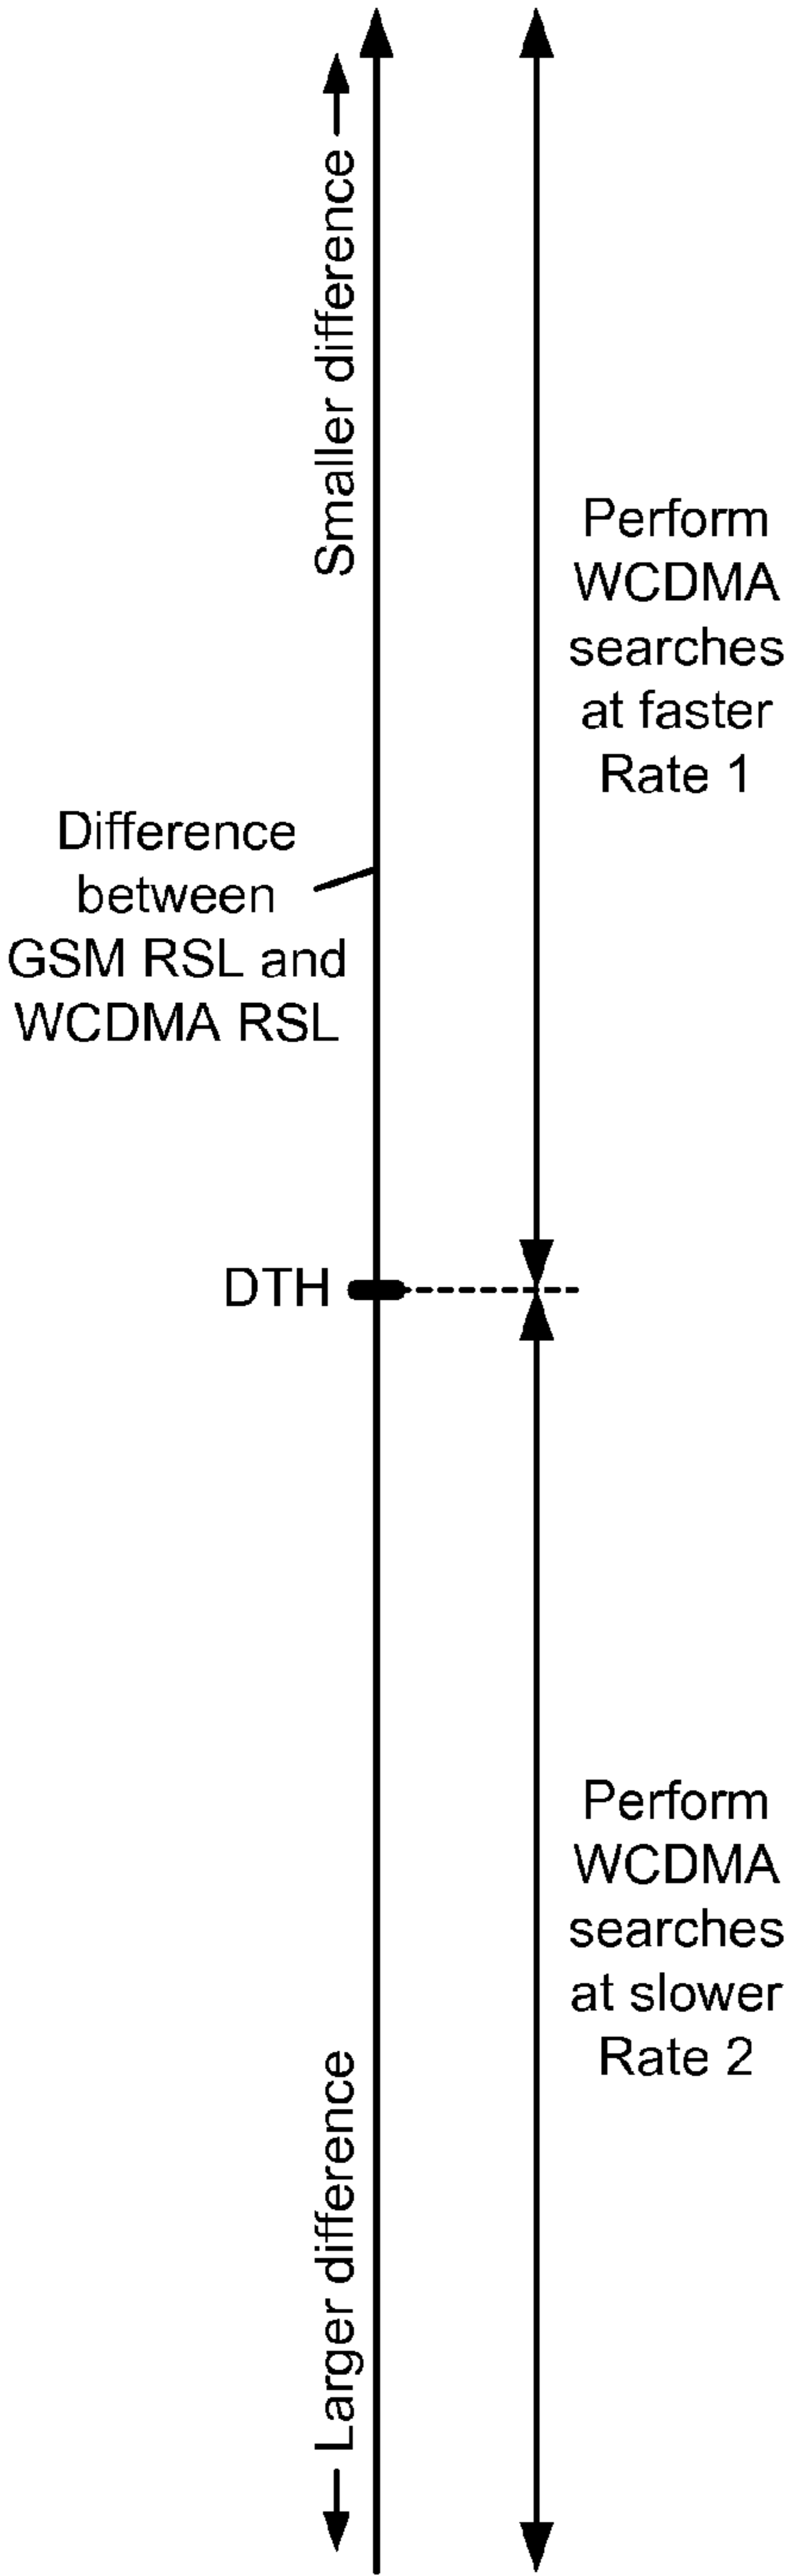 Smaller difference
Perform
WCDMA
searches
at faster
Rate 1
Difference
between
GSM RSL and
WCDMA RSL
DTH
Perform
WCDMA
searches
at slower
Rate 2
Larger difference